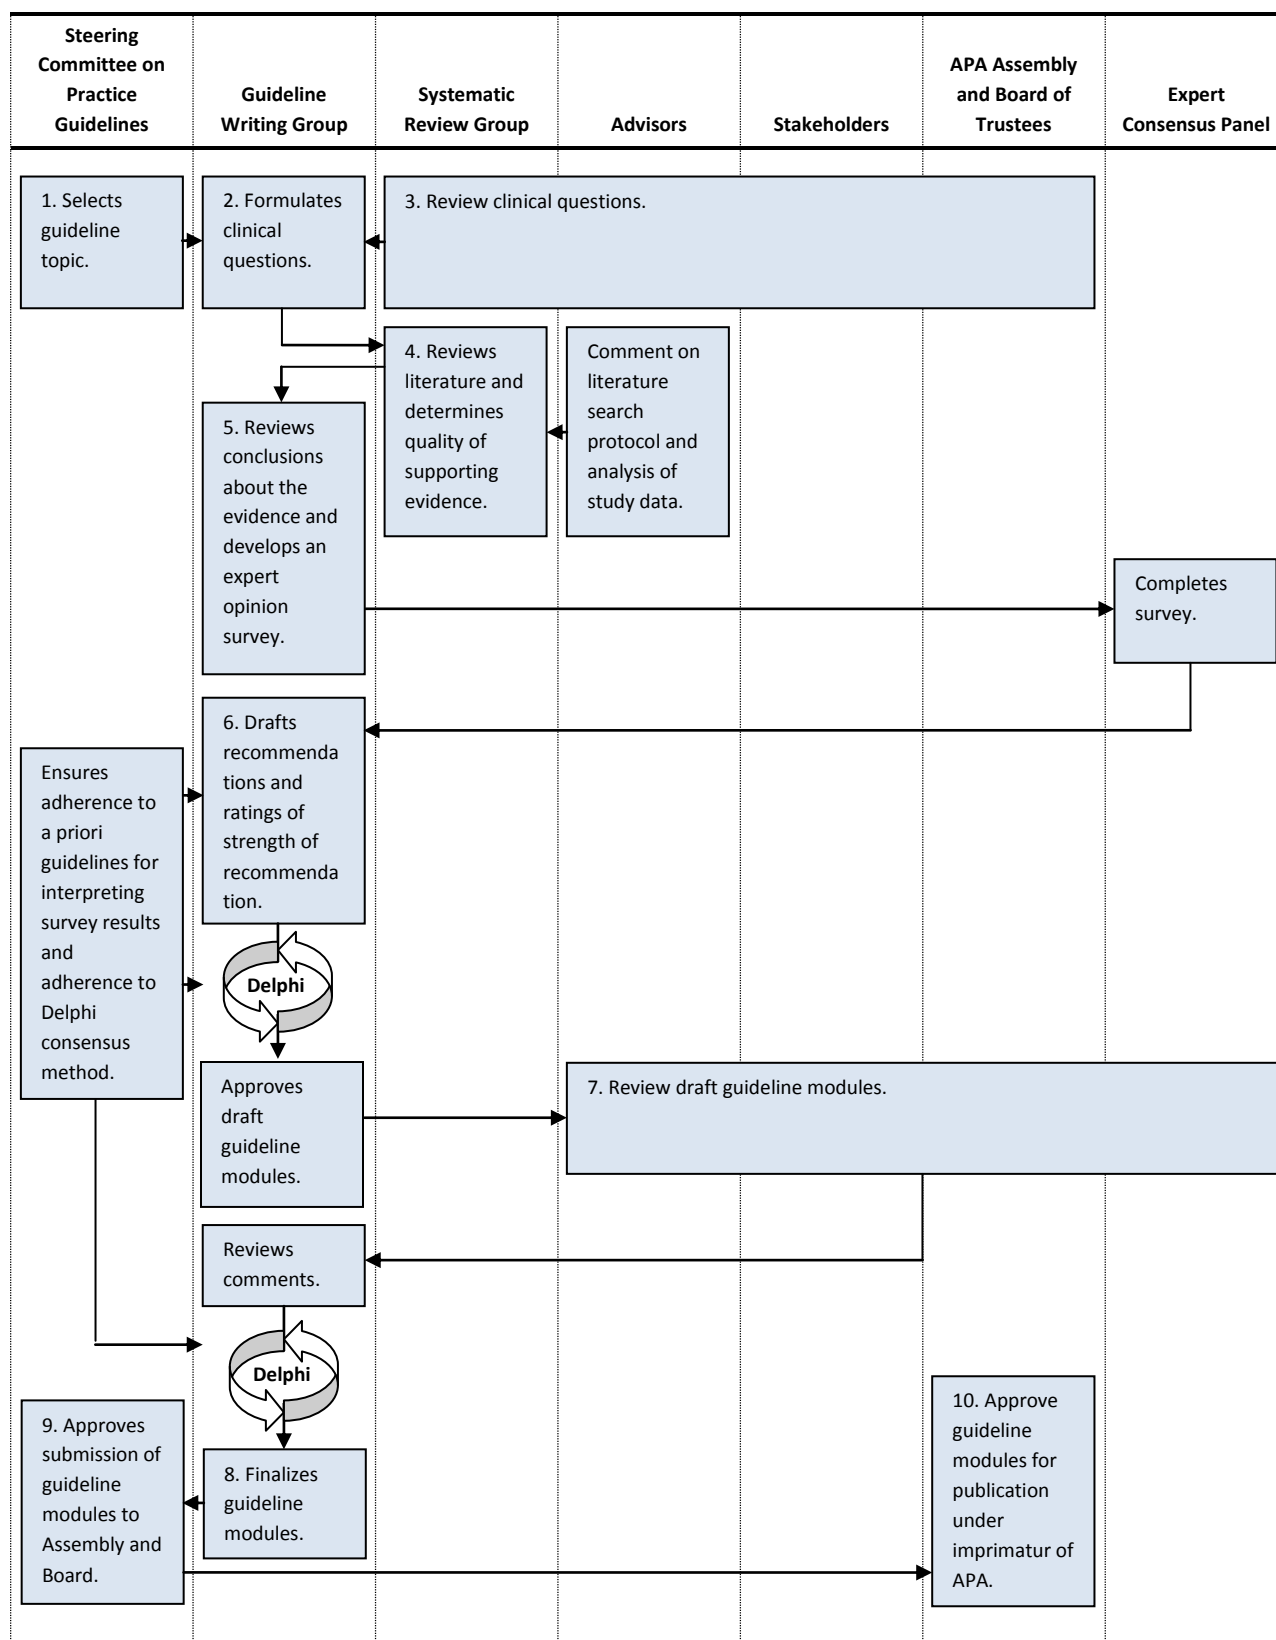 Steering
Committee on
Practice
Guidelines
Guideline
Writing Group
Systematic
Review Group
Advisors
Stakeholders
APA Assembly
and Board of
Trustees
Expert
Consensus Panel
1. Selects
guideline
topic.
2. Formulates
clinical
questions.
3. Review clinical questions.
4. Reviews
literature and
determines
quality of
supporting
evidence.
Comment on
literature
search
protocol and
analysis of
study data.
5. Reviews
conclusions
about the
evidence and
develops an
expert
opinion
survey.
Completes
survey.
6. Drafts
recommenda
tions and
ratings of
strength of
recommenda
tion.
Ensures
adherence to
a priori
guidelines for
interpreting
survey results
and
adherence to
Delphi
consensus
method.
Delphi
Approves
draft
guideline
modules.
7. Review draft guideline modules.
Reviews
comments.
Delphi
8. Finalizes
guideline
modules.
9. Approves
submission of
guideline
modules to
Assembly and
Board.
10. Approve
guideline
modules for
publication
under
imprimatur of
APA.